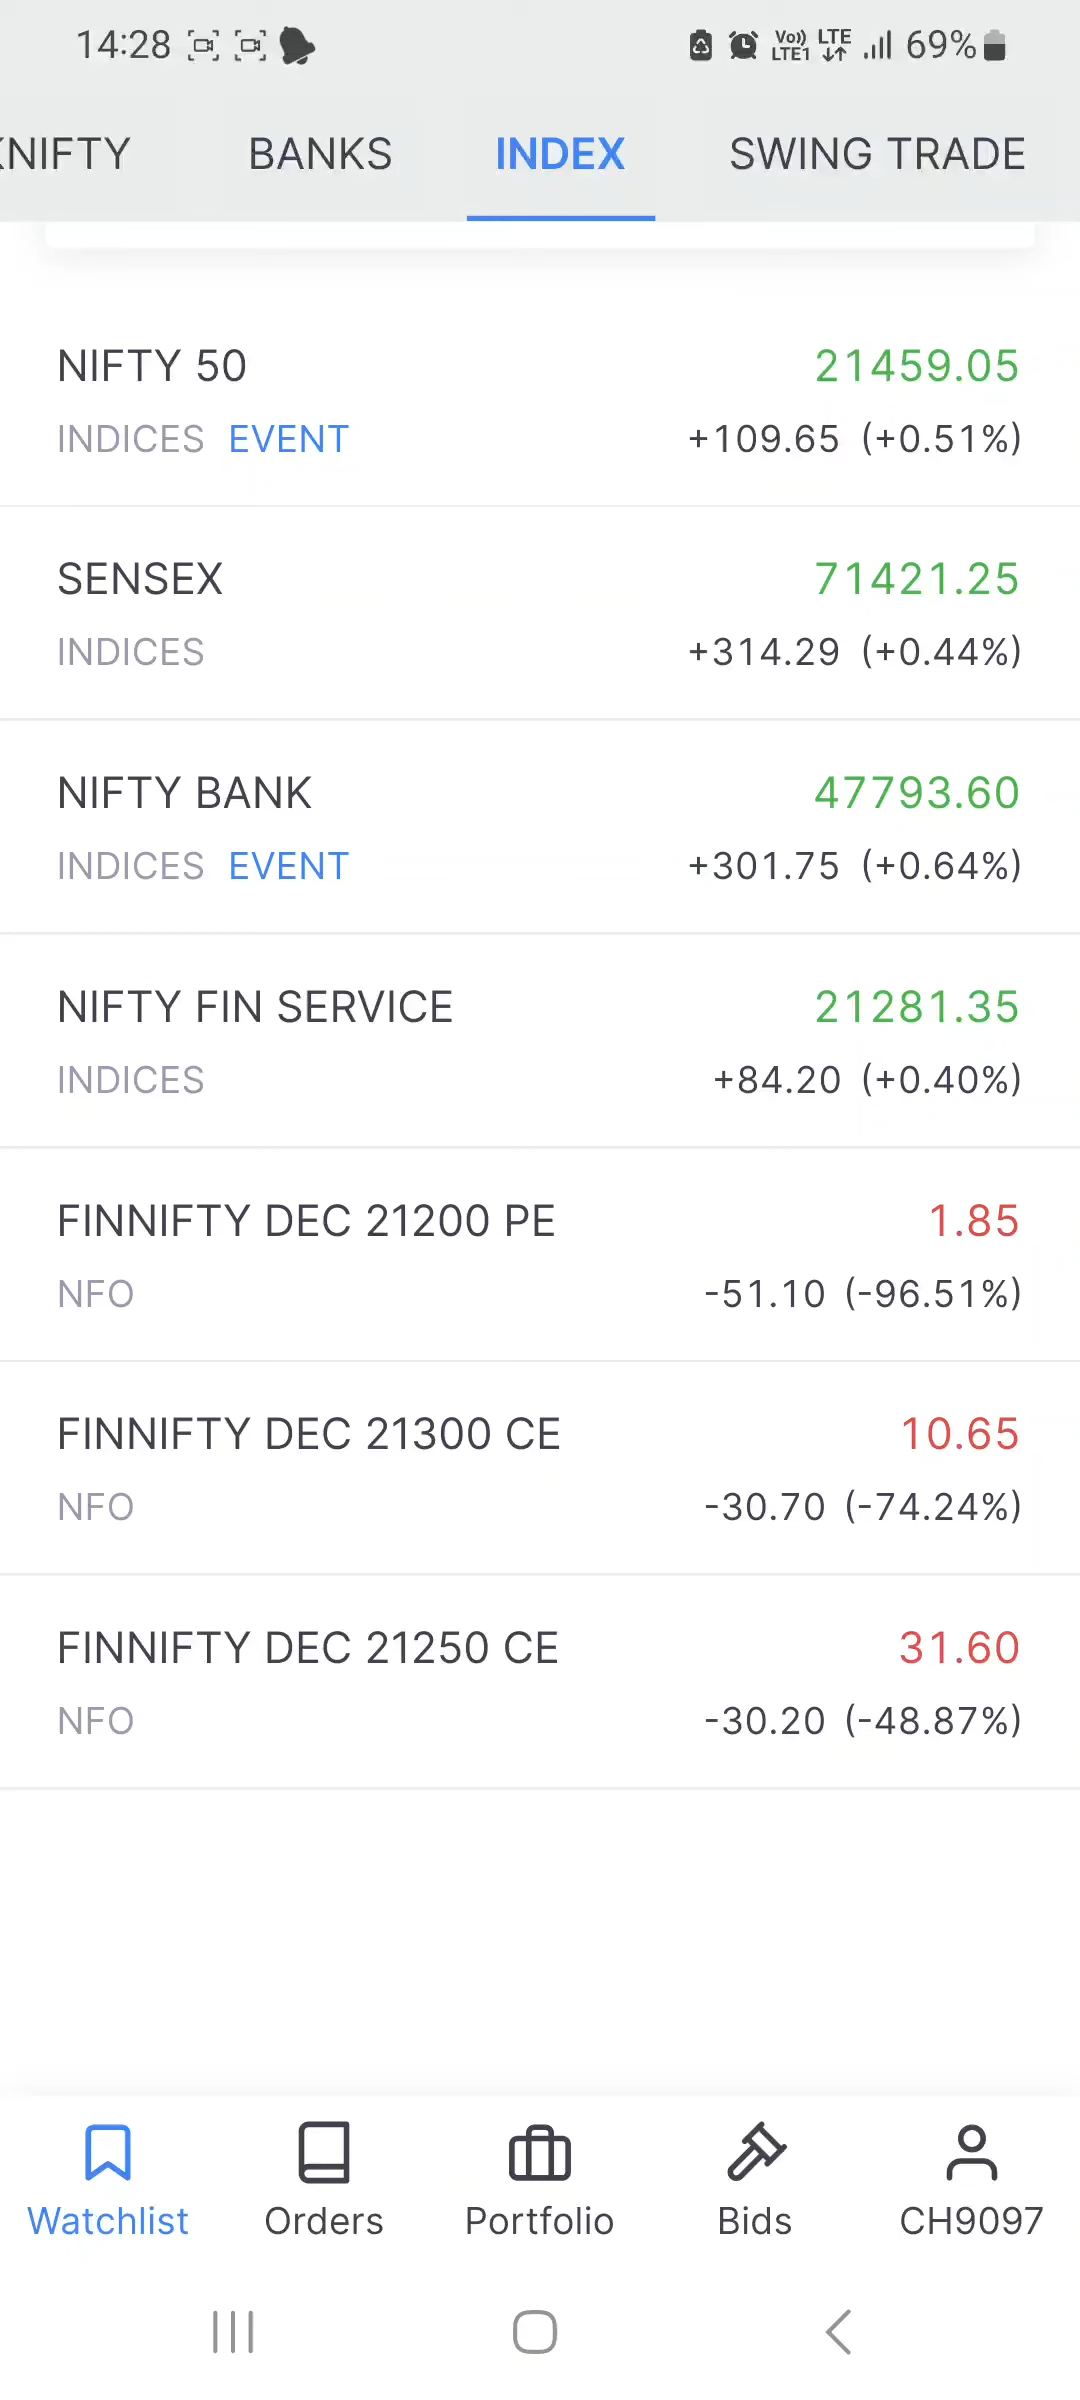 14:28 Vo)) LTE1 LTE 69%
KNIFTY BANKS INDEX SWING TRADE
NIFTY 50 21459.05
INDICES EVENT +109.65 (+0.51%)
SENSEX 71421.25
INDICES +314.29 (+0.44%)
NIFTY BANK 47793.60
INDICES EVENT +301.75 (+0.64%)
NIFTY FIN SERVICE 21281.35
INDICES +84.20 (+0.40%)
FINNIFTY DEC 21200 PE 1.85
NFO -51.10 (-96.51%)
FINNIFTY DEC 21300 CE 10.65
NFO -30.70 (-74.24%)
FINNIFTY DEC 21250 CE 31.60
NFO -30.20 (-48.87%)
Watchlist Orders Portfolio Bids CH9097